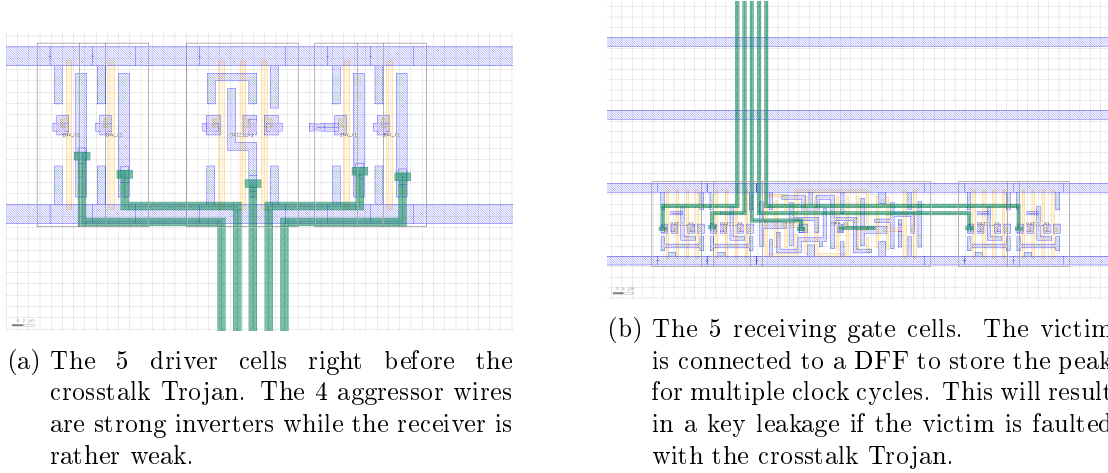 (a) The 5 driver cells right before the
crosstalk Trojan. The 4 aggressor wires
are strong inverters while the receiver is
rather weak.
(b) The 5 receiving gate cells. The victim
is connected to a DFF to store the peak
for multiple clock cycles. This will result
in a key leakage if the victim is faulted
with the crosstalk Trojan.